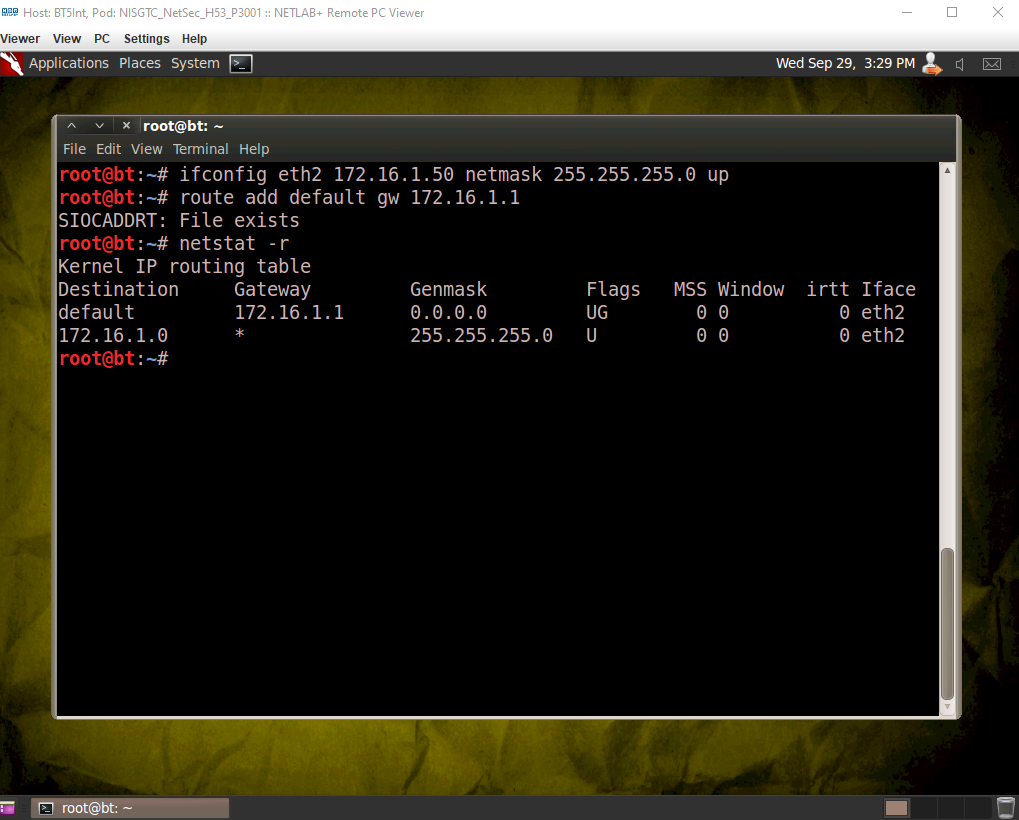 Host: BT5Int, Pod: NISGTC_NetSec_H53_P3001 :: NETLAB+ Remote PC Viewer
Viewer View PC Settings Help
Applications Places System Wed Sep 29, 3:29 PM
root@bt: ~
File Edit View Terminal Help
root@bt:~# ifconfig eth2 172.16.1.50 netmask 255.255.255.0 up
root@bt:~# route add default gw 172.16.1.1
SIOCADDRT: File exists
root@bt:~# netstat -r
Kernel IP routing table
Destination     Gateway         Genmask         Flags   MSS Window  irtt Iface
default         172.16.1.1      0.0.0.0         UG        0 0          0 eth2
172.16.1.0      *               255.255.255.0   U         0 0          0 eth2
root@bt:~#
root@bt: ~